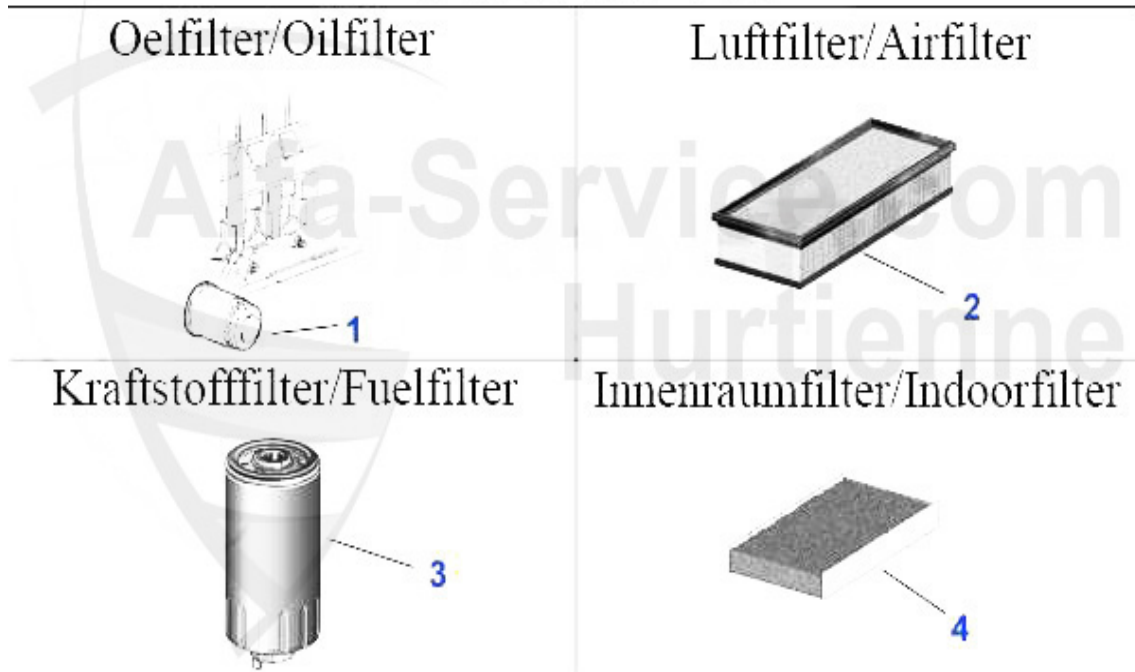 Oelfilter/Oilfilter
Luftfilter/Airfilter
Alfa-Service.com
Hurtienne
1
2
Kraftstofffilter/Fuelfilter
Innenraumfilter/Indoorfilter
3
4